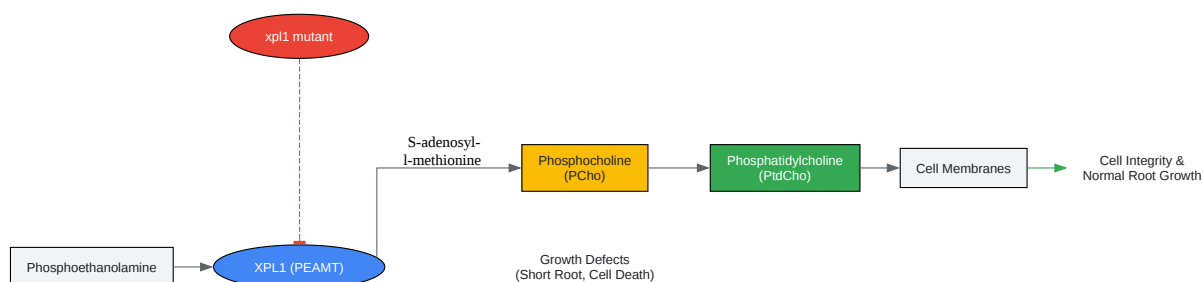 xpl1 mutant
S-adenosyl-
l-methionine
Phosphocholine
(PCho)
Phosphatidylcholine
(PtdCho)
Cell Membranes
Cell Integrity &
Normal Root Growth
Phosphoethanolamine
XPL1 (PEAMT)
Growth Defects
(Short Root, Cell Death)